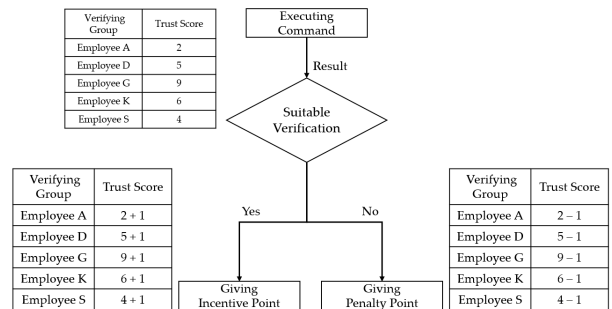 Verifying Group Trust Score
Employee A 2
Employee D 5
Employee G 9
Employee K 6
Employee S 4
Executing
Command
Result
Suitable
Verification
Yes
No
Verifying Group Trust Score
Employee A 2 + 1
Employee D 5 + 1
Employee G 9 + 1
Employee K 6 + 1
Employee S 4 + 1
Giving
Incentive Point
Giving
Penalty Point
Verifying Group Trust Score
Employee A 2 – 1
Employee D 5 – 1
Employee G 9 – 1
Employee K 6 – 1
Employee S 4 – 1